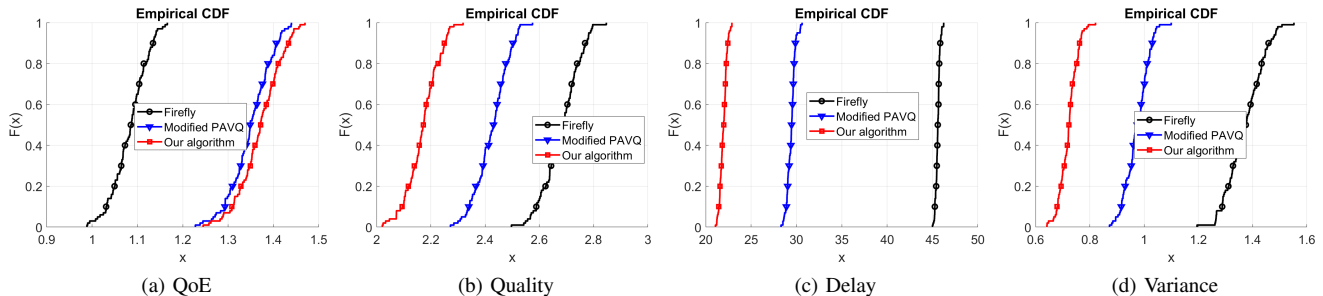 Empirical CDF
F(x)
1
0.8
0.6
0.4
0.2
0
Firefly
Modified PAVQ
Our algorithm
0.9 1 1.1 1.2 1.3 1.4 1.5
x
(a) QoE
Empirical CDF
F(x)
1
0.8
0.6
0.4
0.2
0
Firefly
Modified PAVQ
Our algorithm
2 2.2 2.4 2.6 2.8 3
x
(b) Quality
Empirical CDF
F(x)
1
0.8
0.6
0.4
0.2
0
Firefly
Modified PAVQ
Our algorithm
20 25 30 35 40 45 50
x
(c) Delay
Empirical CDF
F(x)
1
0.8
0.6
0.4
0.2
0
Firefly
Modified PAVQ
Our algorithm
0.6 0.8 1 1.2 1.4 1.6
x
(d) Variance